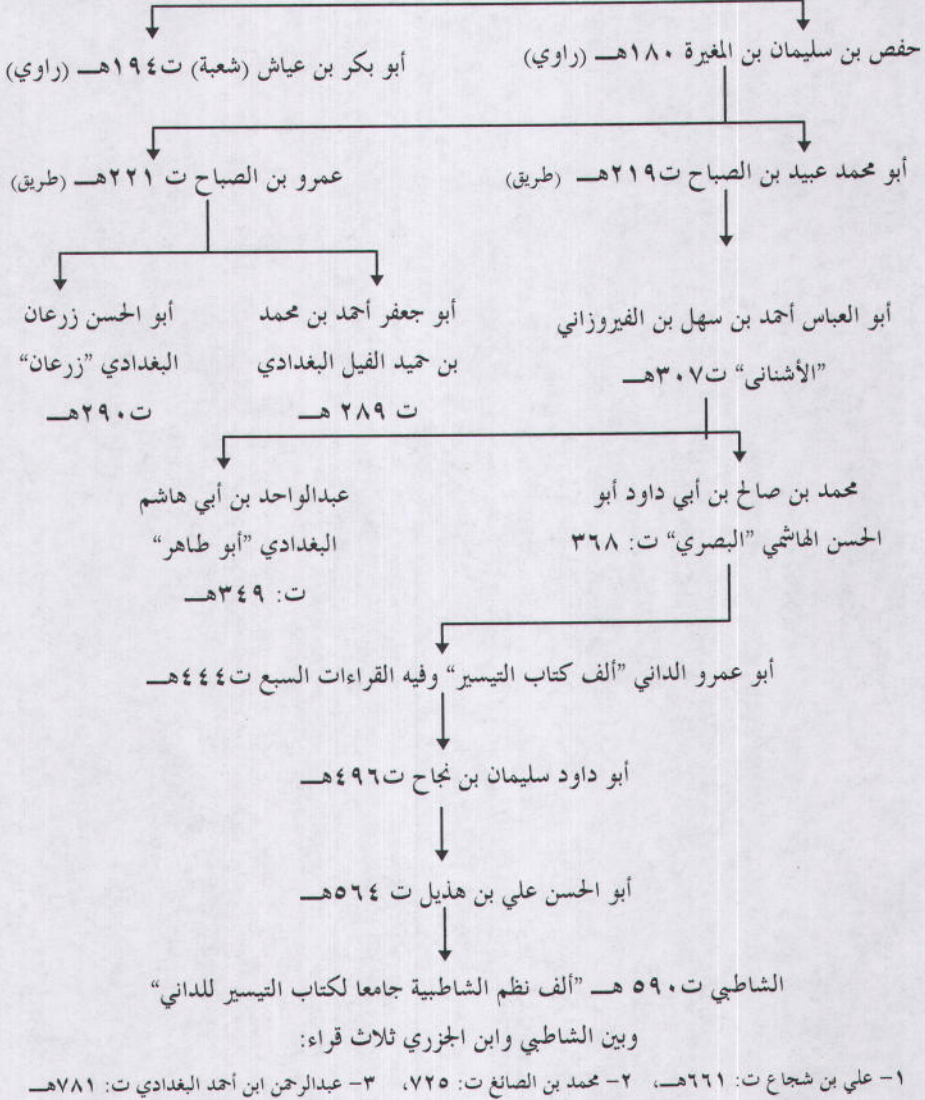 حفص بن سليمان بن المغيرة ١٨٠هـ (راوي)
أبو بكر بن عياش (شعبة) ت١٩٤هـ (راوي)
أبو محمد عبيد بن الصباح ت٢١٩هـ (طريق)
عمرو بن الصباح ت ٢٢١هـ (طريق)
أبو العباس أحمد بن سهل بن الفيروزاني
"الأشنانى" ت٣٠٧هـ
أبو جعفر أحمد بن محمد
بن حميد الفيل البغدادي
ت ٢٨٩ هـ
أبو الحسن زرعان
البغدادي "زرعان"
ت٢٩٠هـ
محمد بن صالح بن أبي داود أبو
الحسن الهاشمي "البصري" ت: ٣٦٨
عبدالواحد بن أبي هاشم
البغدادي "أبو طاهر"
ت: ٣٤٩هـ
أبو عمرو الداني "ألف كتاب التيسير" وفيه القراءات السبع ت٤٤٤هـ
أبو داود سليمان بن نجاح ت٤٩٦هـ
أبو الحسن علي بن هذيل ت ٥٦٤هـ
الشاطبي ت٥٩٠ هـ "ألف نظم الشاطبية جامعا لكتاب التيسير للداني"
وبين الشاطبي وابن الجزري ثلاث قراء:
١- علي بن شجاع ت: ٦٦١هـ، ٢- محمد بن الصائغ ت: ٧٢٥، ٣- عبدالرحمن ابن أحمد البغدادي ت: ٧٨١هـ